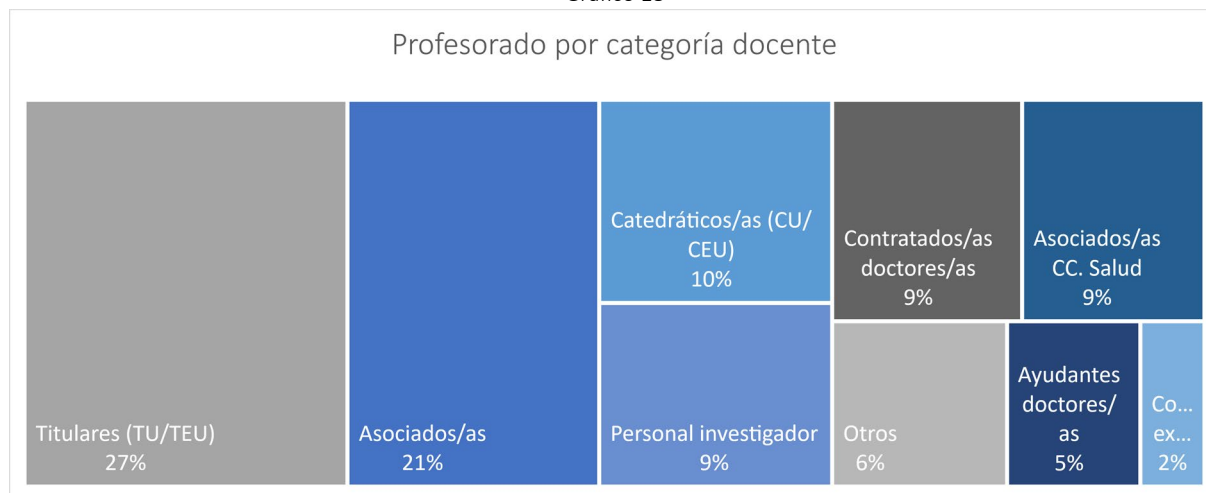 Profesorado por categoría docente
Titulares (TU/TEU)
27%
Asociados/as
21%
Catedráticos/as (CU/
CEU)
10%
Personal investigador
9%
Contratados/as
doctores/as
9%
Asociados/as
CC. Salud
9%
Otros
6%
Ayudantes
doctores/
as
5%
Co...
ex...
2%